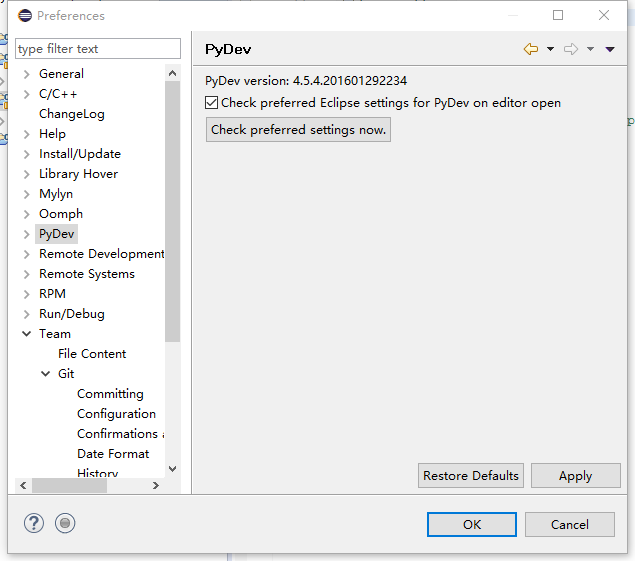 Preferences
type filter text
General
C/C++
ChangeLog
Help
Install/Update
Library Hover
Mylyn
Oomph
PyDev
Remote Development
Remote Systems
RPM
Run/Debug
Team
File Content
Git
Committing
Configuration
Confirmations a
Date Format
History
PyDev
PyDev version: 4.5.4.201601292234
Check preferred Eclipse settings for PyDev on editor open
Check preferred settings now.
Restore Defaults
Apply
OK
Cancel